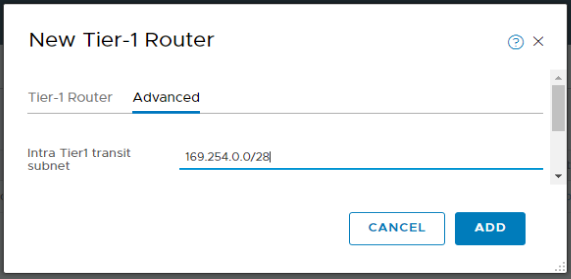 New Tier-1 Router
Tier-1 Router Advanced
Intra Tier1 transit
subnet
169.254.0.0/28
CANCEL ADD